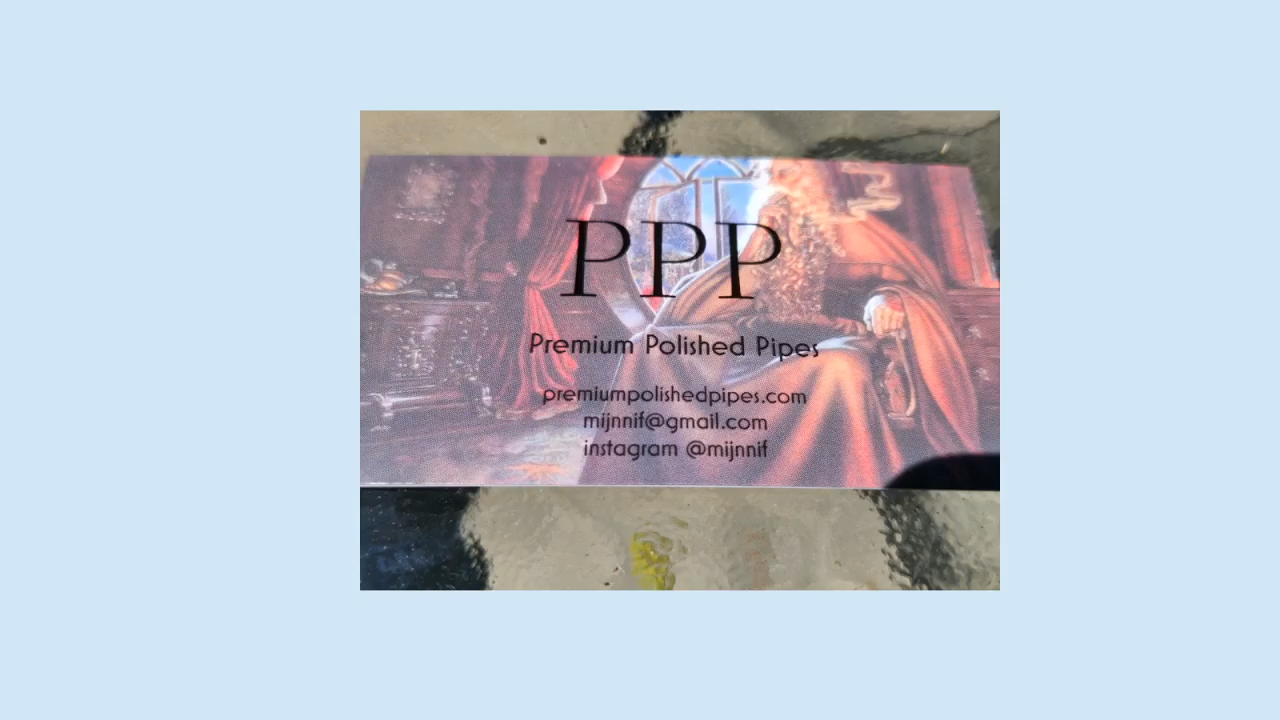 PPP
Premium Polished Pipes
premiumpolishedpipes.com
mijnnif@gmail.com
instagram @mijnnif